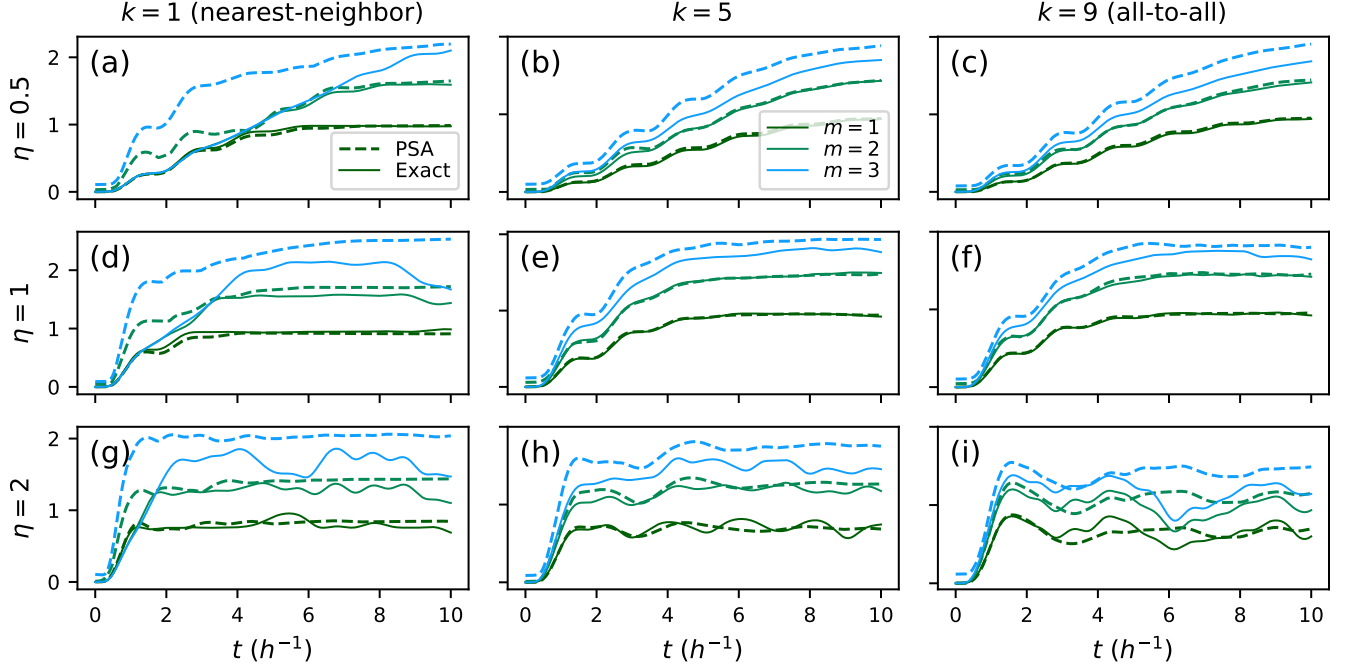 k = 1 (nearest-neighbor)
k = 5
k = 9 (all-to-all)
η = 0.5
2
1
0
(a)
PSA
Exact
(b)
m = 1
m = 2
m = 3
(c)
η = 1
2
1
0
(d)
(e)
(f)
η = 2
2
1
0
(g)
(h)
(i)
0 2 4 6 8 10
0 2 4 6 8 10
0 2 4 6 8 10
t (h⁻¹)
t (h⁻¹)
t (h⁻¹)